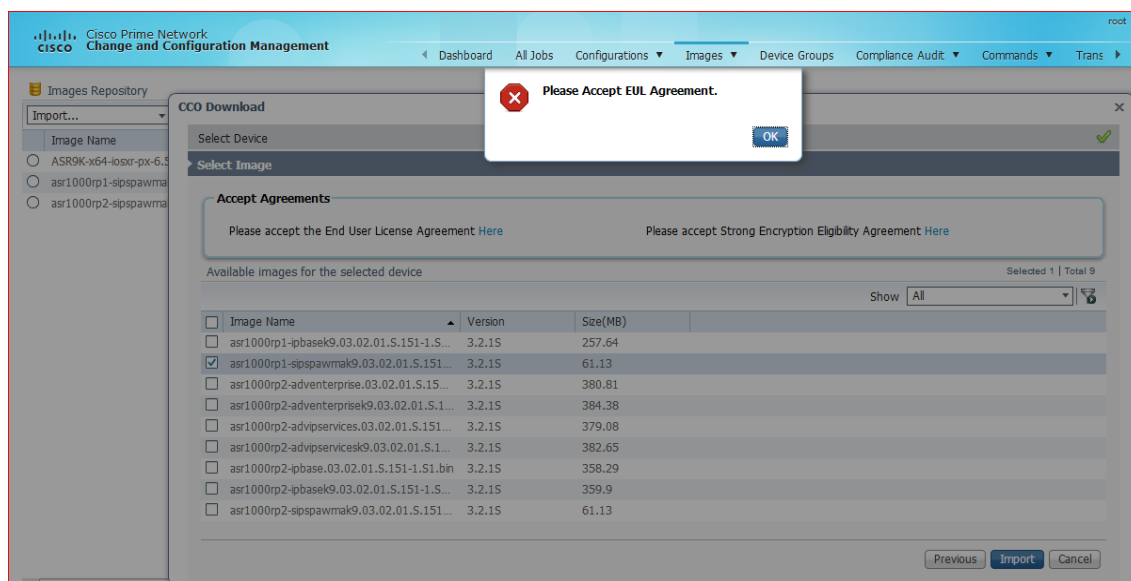 root
cisco Cisco Prime Network
Change and Configuration Management
Dashboard All Jobs Configurations Images Device Groups Compliance Audit Commands Trans
Please Accept EUL Agreement.
OK
Images Repository
Import...
Image Name
ASR9K-x64-iosxr-px-6.5
asr1000rp1-sipspawma
asr1000rp2-sipspawma
CCO Download
Select Device
Select Image
Accept Agreements
Please accept the End User License Agreement Here Please accept Strong Encryption Eligibility Agreement Here
Available images for the selected device Selected 1 | Total 9
Show All
Image Name Version Size(MB)
asr1000rp1-ipbasek9.03.02.01.S.151-1.S... 3.2.1S 257.64
asr1000rp1-sipspawmak9.03.02.01.S.151... 3.2.1S 61.13
asr1000rp2-adventerprise.03.02.01.S.15... 3.2.1S 380.81
asr1000rp2-adventerprisek9.03.02.01.S.1... 3.2.1S 384.38
asr1000rp2-advipservices.03.02.01.S.151... 3.2.1S 379.08
asr1000rp2-advipservicesk9.03.02.01.S.1... 3.2.1S 382.65
asr1000rp2-ipbase.03.02.01.S.151-1.S1.bin 3.2.1S 358.29
asr1000rp2-ipbasek9.03.02.01.S.151-1.S... 3.2.1S 359.9
asr1000rp2-sipspawmak9.03.02.01.S.151... 3.2.1S 61.13
Previous Import Cancel